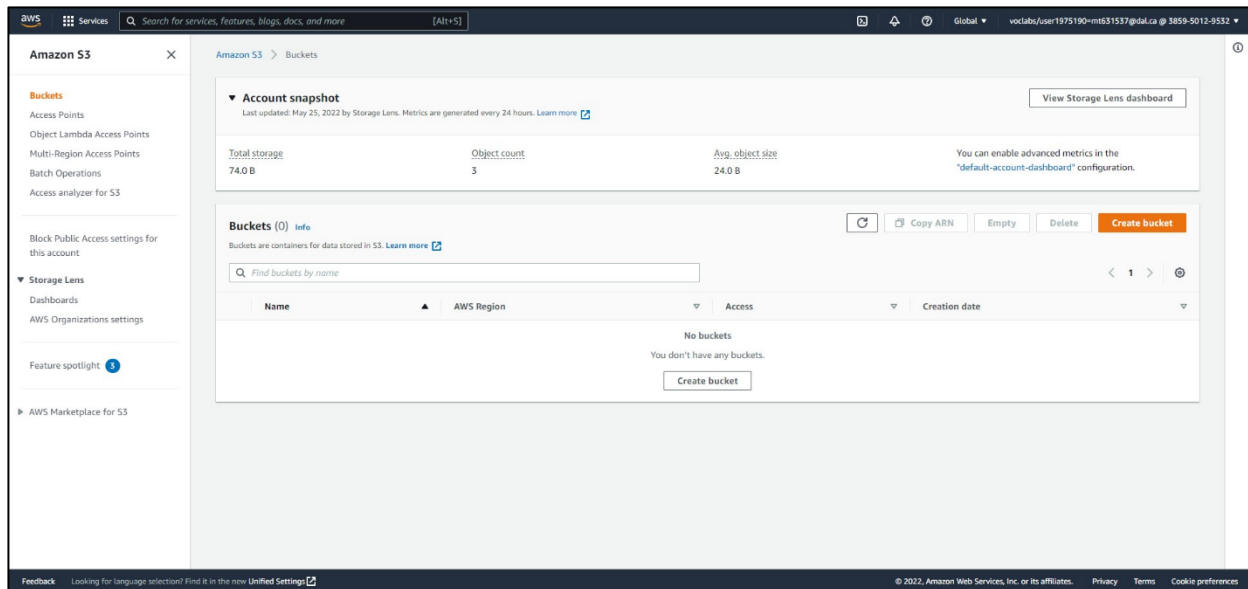 aws
Services
Search for services, features, blogs, docs, and more
[Alt+S]
Global
voclabs/user1975190=mt631537@dal.ca @ 3859-5012-9532
Amazon S3
Buckets
Access Points
Object Lambda Access Points
Multi-Region Access Points
Batch Operations
Access analyzer for S3
Block Public Access settings for
this account
Storage Lens
Dashboards
AWS Organizations settings
Feature spotlight 3
AWS Marketplace for S3
Amazon S3 > Buckets
Account snapshot
Last updated: May 25, 2022 by Storage Lens. Metrics are generated every 24 hours. Learn more
View Storage Lens dashboard
Total storage
74.0 B
Object count
3
Avg. object size
24.0 B
You can enable advanced metrics in the
"default-account-dashboard" configuration.
Buckets (0) Info
Buckets are containers for data stored in S3. Learn more
Copy ARN
Empty
Delete
Create bucket
Find buckets by name
1
Name
AWS Region
Access
Creation date
No buckets
You don't have any buckets.
Create bucket
Feedback
Looking for language selection? Find it in the new Unified Settings
© 2022, Amazon Web Services, Inc. or its affiliates.
Privacy
Terms
Cookie preferences